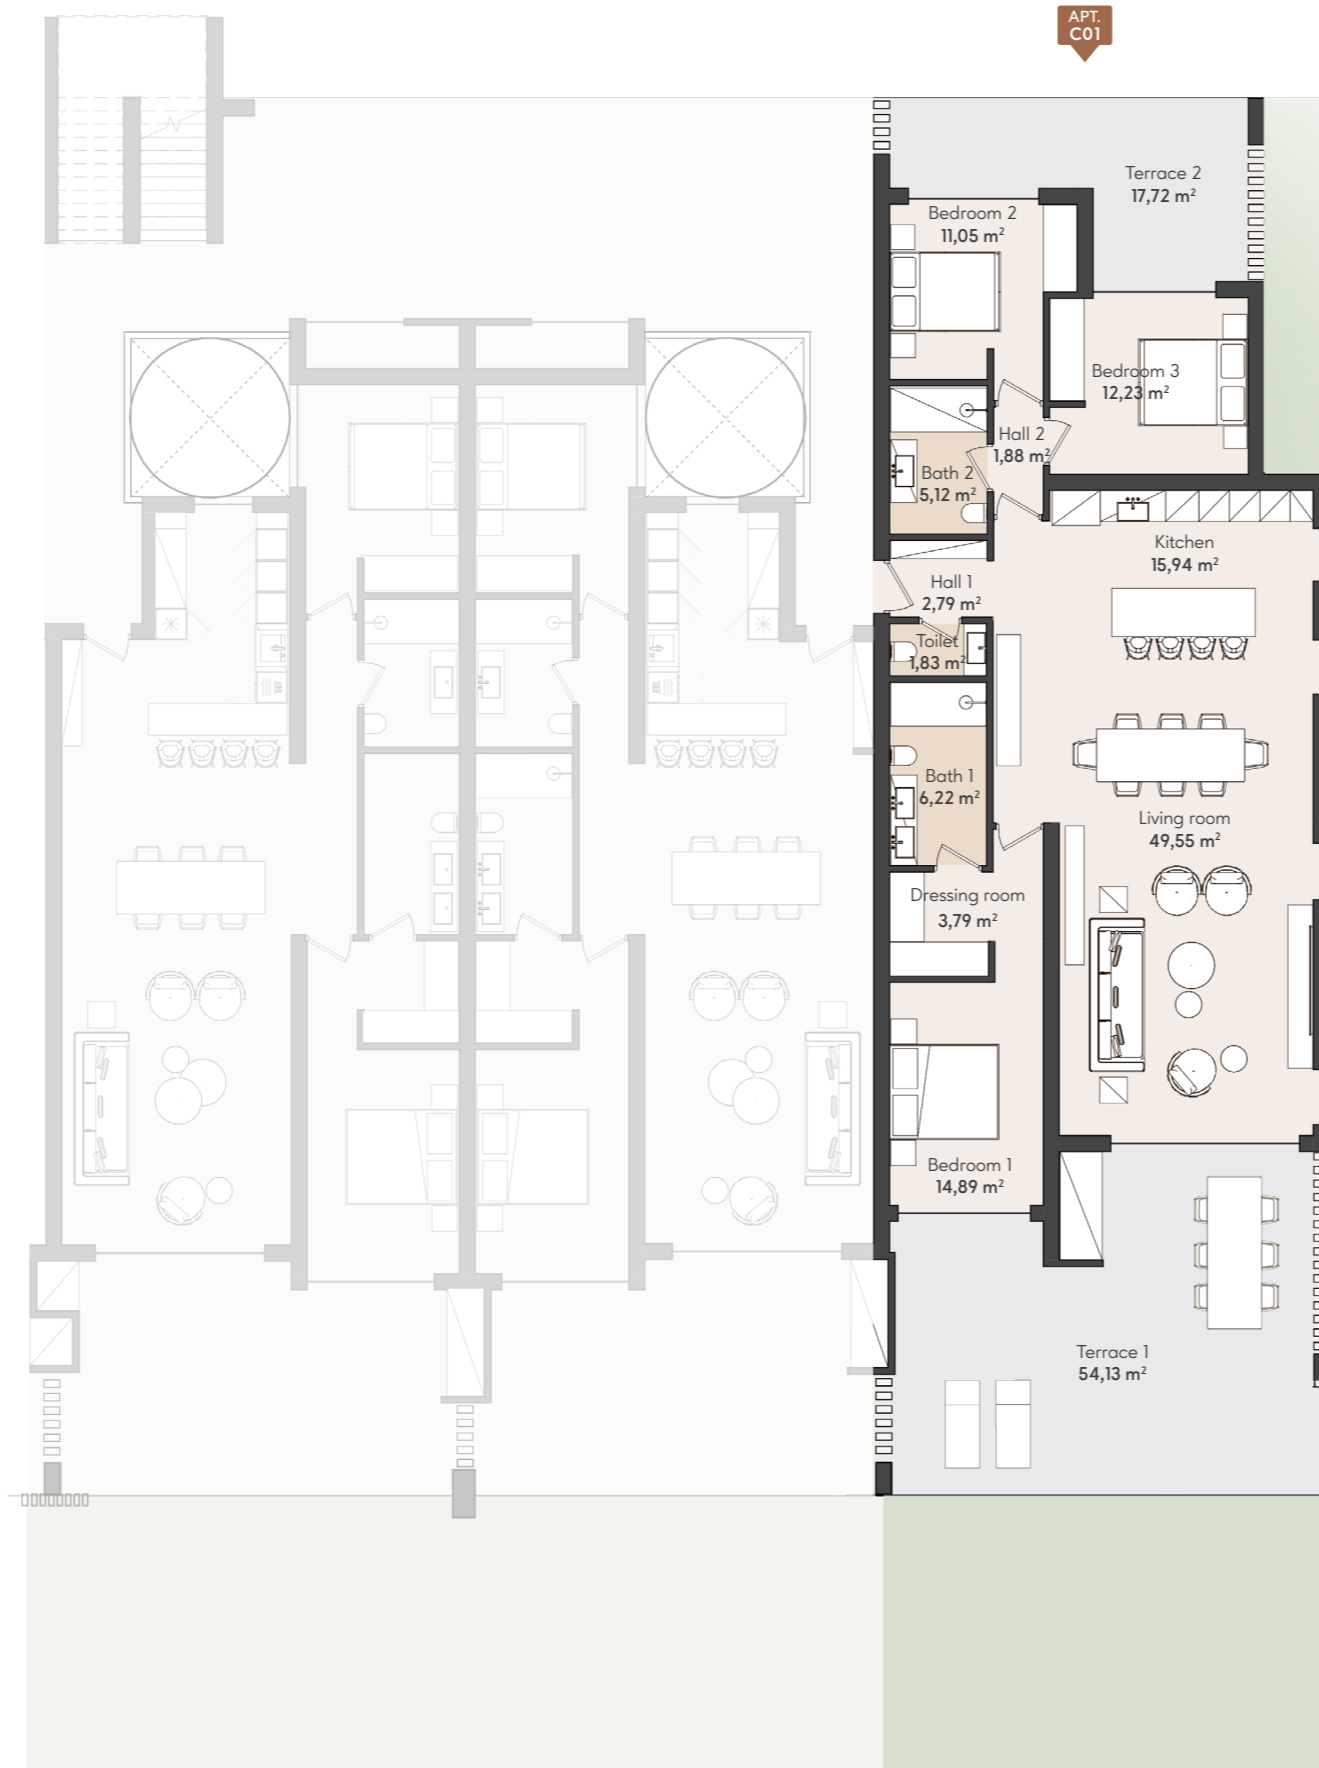 APT.
C01
Terrace 2
17,72 m²
Bedroom 2
11,05 m²
Bedroom 3
12,23 m²
Hall 2
1,88 m²
Bath 2
5,12 m²
Kitchen
15,94 m²
Hall 1
2,79 m²
Toilet
1,83 m²
Bath 1
6,22 m²
Living room
49,55 m²
Dressing room
3,79 m²
Bedroom 1
14,89 m²
Terrace 1
54,13 m²